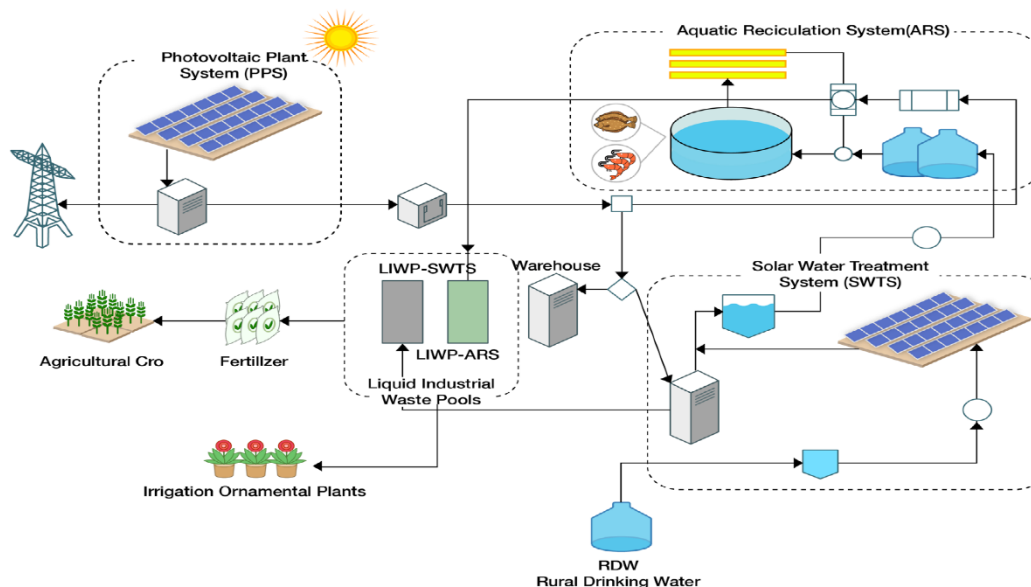 Photovoltaic Plant
System (PPS)
Aquatic Reciculation System(ARS)
LIWP-SWTS
Warehouse
Solar Water Treatment
System (SWTS)
LIWP-ARS
Agricultural Cro
Fertillzer
Liquid Industrial
Waste Pools
Irrigation Ornamental Plants
RDW
Rural Drinking Water